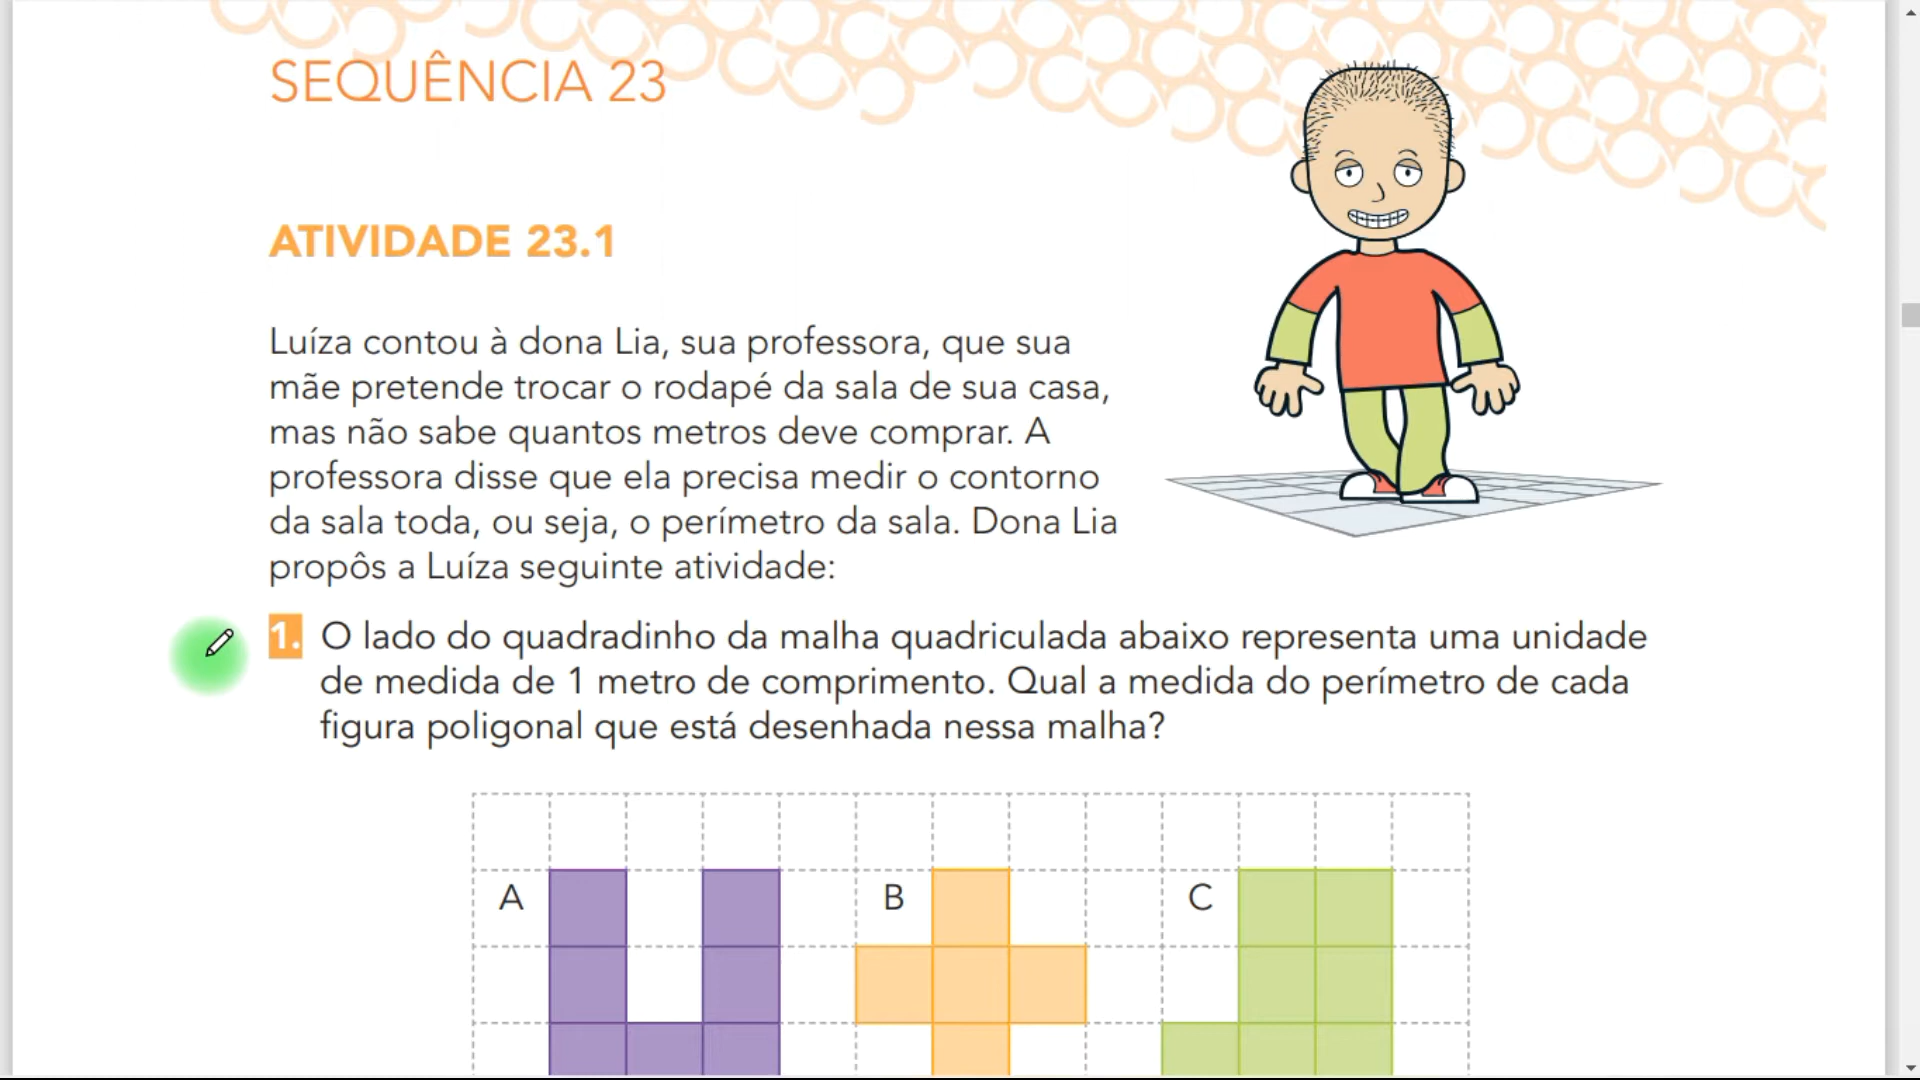 SEQUÊNCIA 23
ATIVIDADE 23.1
Luíza contou à dona Lia, sua professora, que sua
mãe pretende trocar o rodapé da sala de sua casa,
mas não sabe quantos metros deve comprar. A
professora disse que ela precisa medir o contorno
da sala toda, ou seja, o perímetro da sala. Dona Lia
propôs a Luíza seguinte atividade:
1. O lado do quadradinho da malha quadriculada abaixo representa uma unidade
de medida de 1 metro de comprimento. Qual a medida do perímetro de cada
figura poligonal que está desenhada nessa malha?
A B C